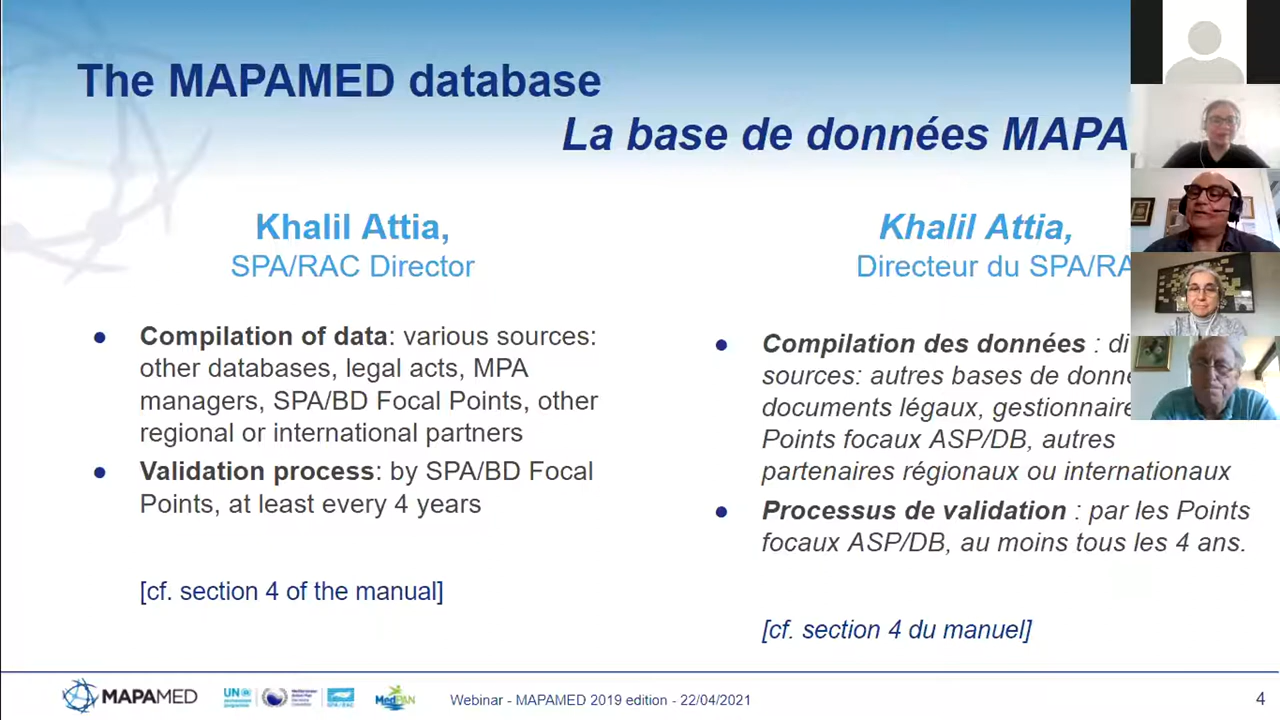 The MAPAMED database
La base de données MAPA
Khalil Attia,
SPA/RAC Director
Compilation of data: various sources:
other databases, legal acts, MPA
managers, SPA/BD Focal Points, other
regional or international partners
Validation process: by SPA/BD Focal
Points, at least every 4 years
[cf. section 4 of the manual]
Khalil Attia,
Directeur du SPA/RA
Compilation des données : di
sources: autres bases de donn
documents légaux, gestionnaire
Points focaux ASP/DB, autres
partenaires régionaux ou internationaux
Processus de validation : par les Points
focaux ASP/DB, au moins tous les 4 ans.
[cf. section 4 du manuel]
MAPAMED
UN
SPA/RAC
MedPAN
Webinar - MAPAMED 2019 edition - 22/04/2021
4